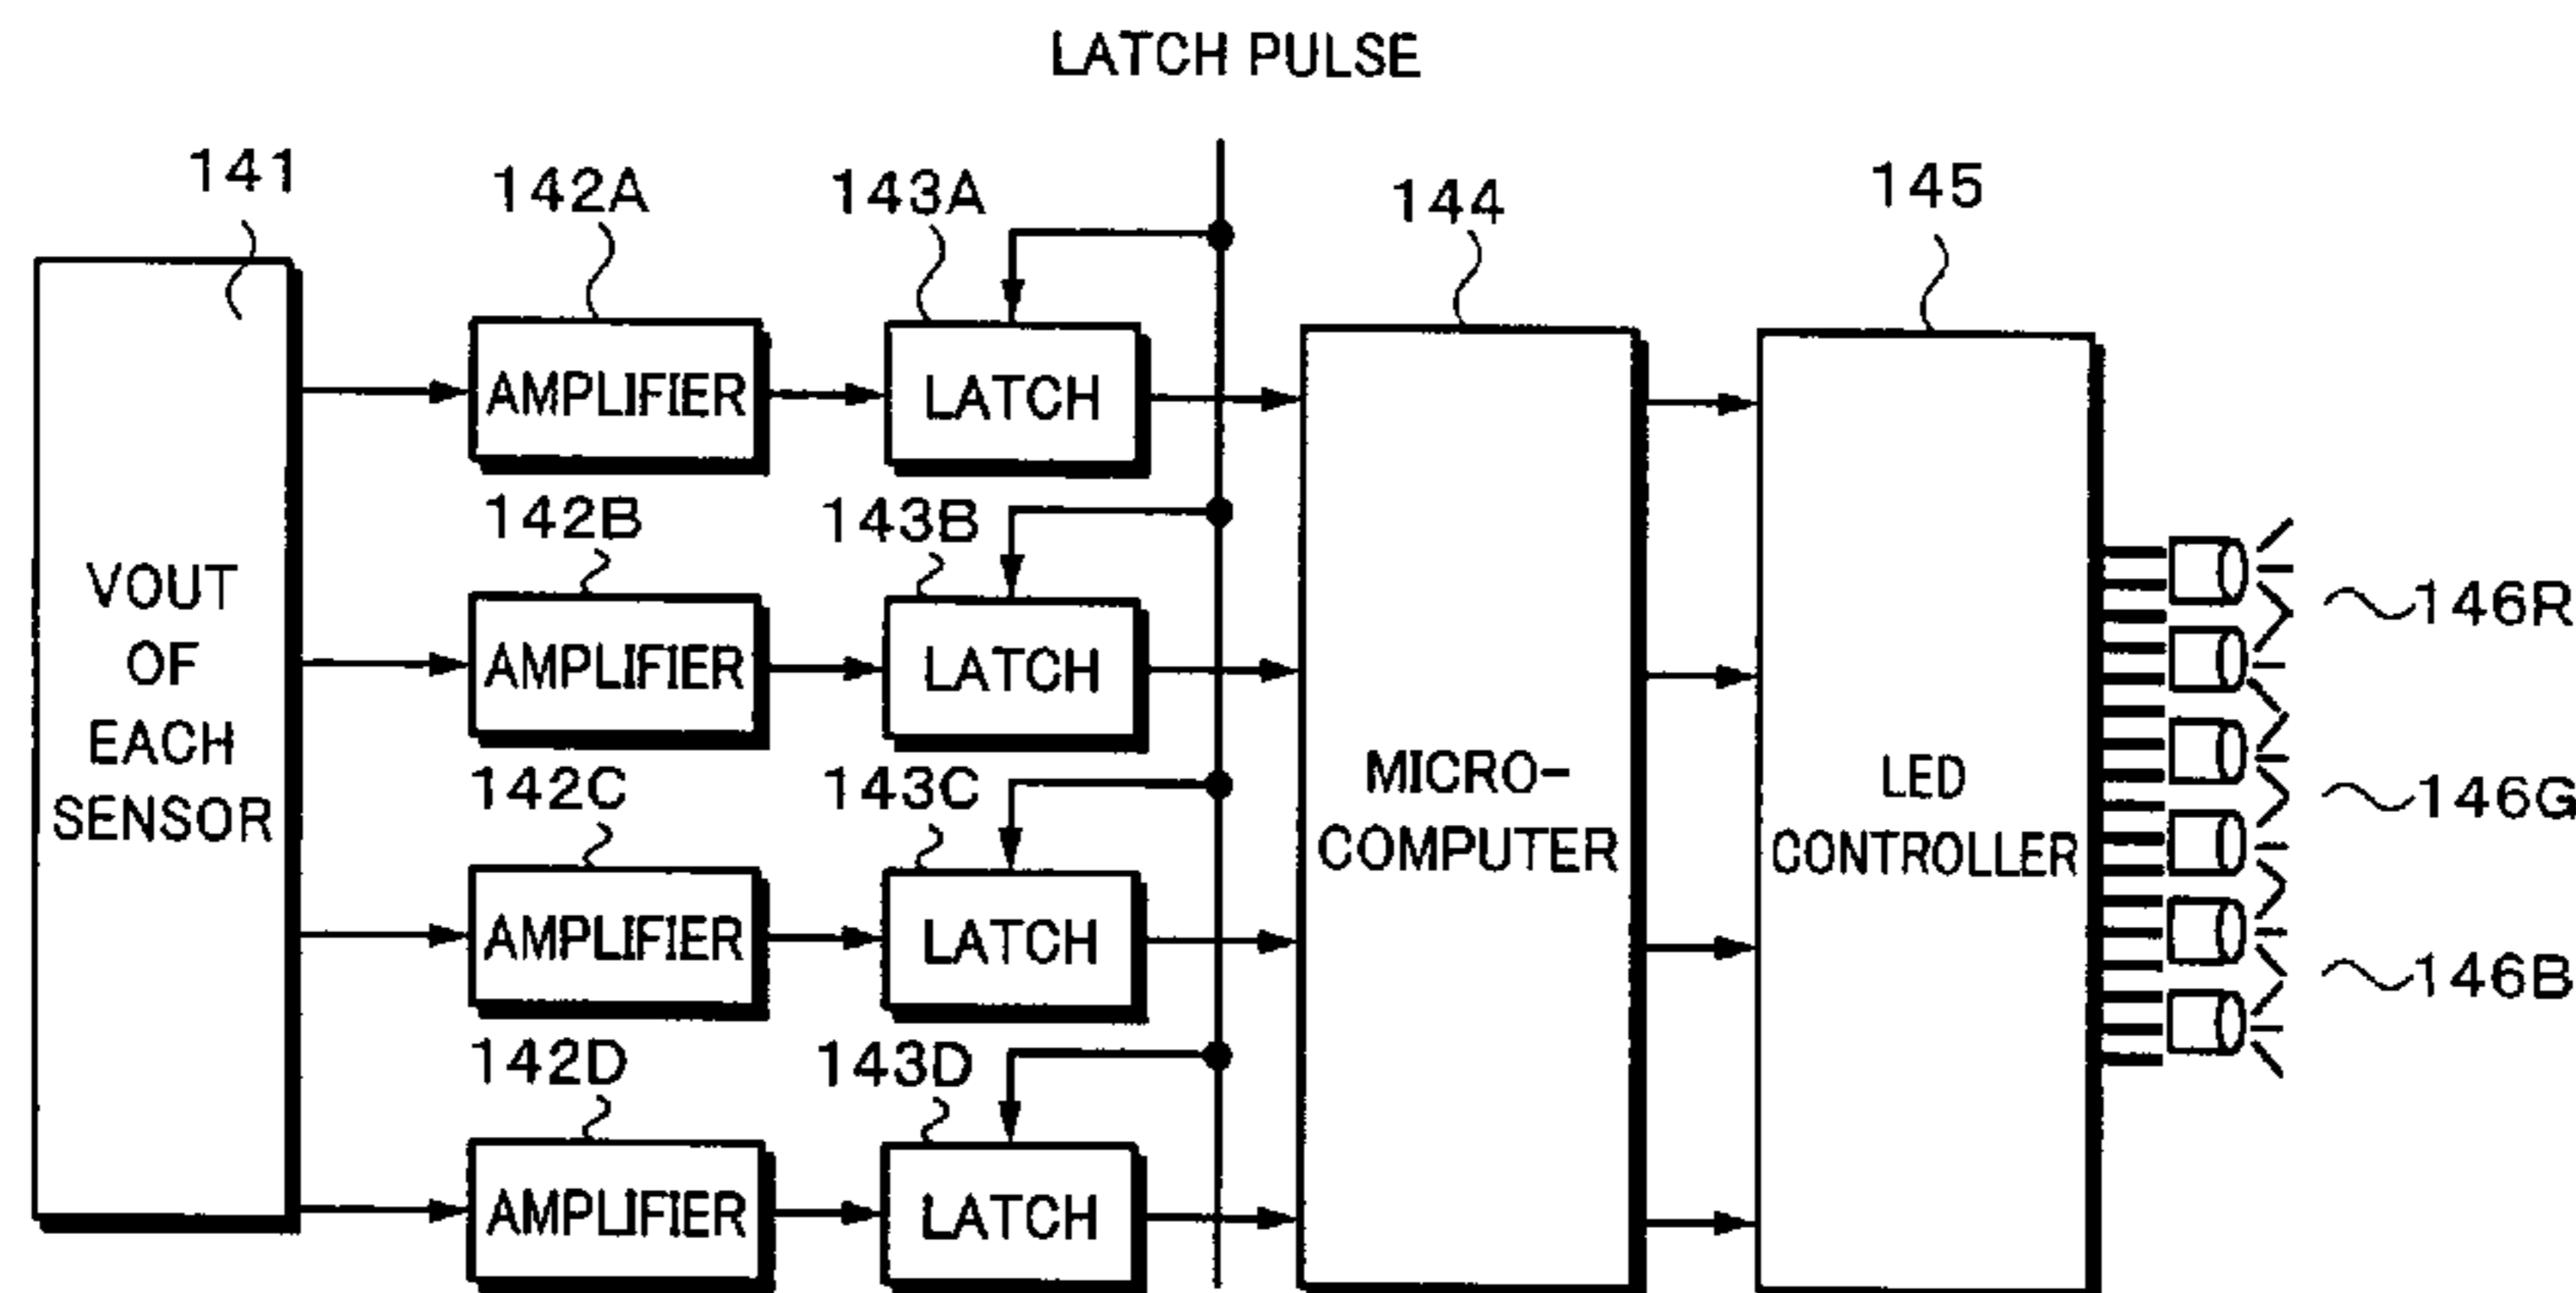 LATCH PULSE
141
142A
143A
144
145
AMPLIFIER
LATCH
142B
143B
AMPLIFIER
LATCH
142C
143C
AMPLIFIER
LATCH
142D
143D
AMPLIFIER
LATCH
VOUT
OF
EACH
SENSOR
MICRO-
COMPUTER
LED
CONTROLLER
146R
146G
146B